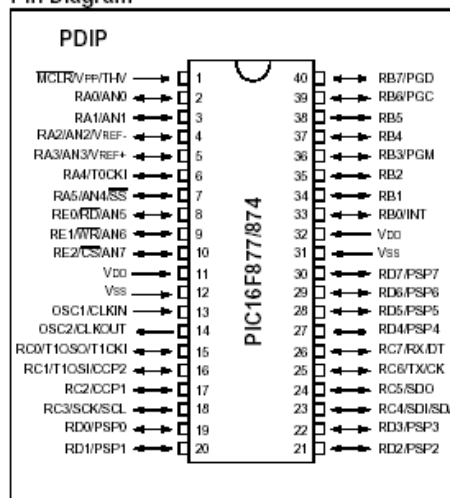 Pin Diagram
PDIP
MCLR/VPP/THV 1 40 RB7/PGD
RA0/AN0 2 39 RB6/PGC
RA1/AN1 3 38 RB5
RA2/AN2/VREF- 4 37 RB4
RA3/AN3/VREF+ 5 36 RB3/PGM
RA4/T0CKI 6 35 RB2
RA5/AN4/SS 7 34 RB1
RE0/RD/AN5 8 33 RB0/INT
RE1/WR/AN6 9 32 VDD
RE2/CS/AN7 10 31 VSS
VDD 11 30 RD7/PSP7
VSS 12 29 RD6/PSP6
OSC1/CLKIN 13 28 RD5/PSP5
OSC2/CLKOUT 14 27 RD4/PSP4
RC0/T1OSO/T1CKI 15 26 RC7/RX/DT
RC1/T1OSI/CCP2 16 25 RC6/TX/CK
RC2/CCP1 17 24 RC5/SDO
RC3/SCK/SCL 18 23 RC4/SDI/SD
RD0/PSP0 19 22 RD3/PSP3
RD1/PSP1 20 21 RD2/PSP2
PIC16F877/874